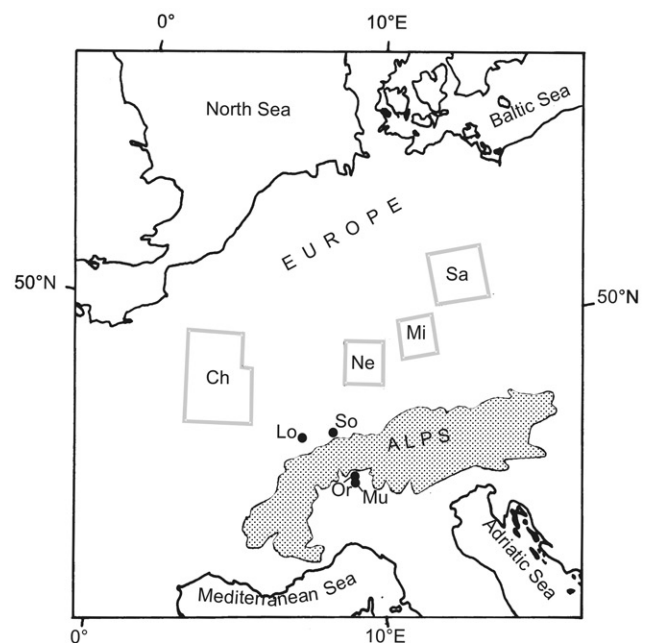 0°
10°E
North Sea
Baltic Sea
EUROPE
50°N
Sa
50°N
Mi
Ne
Ch
So
Lo
ALPS
Or
Mu
Adriatic Sea
Mediterranean Sea
0°
10°E